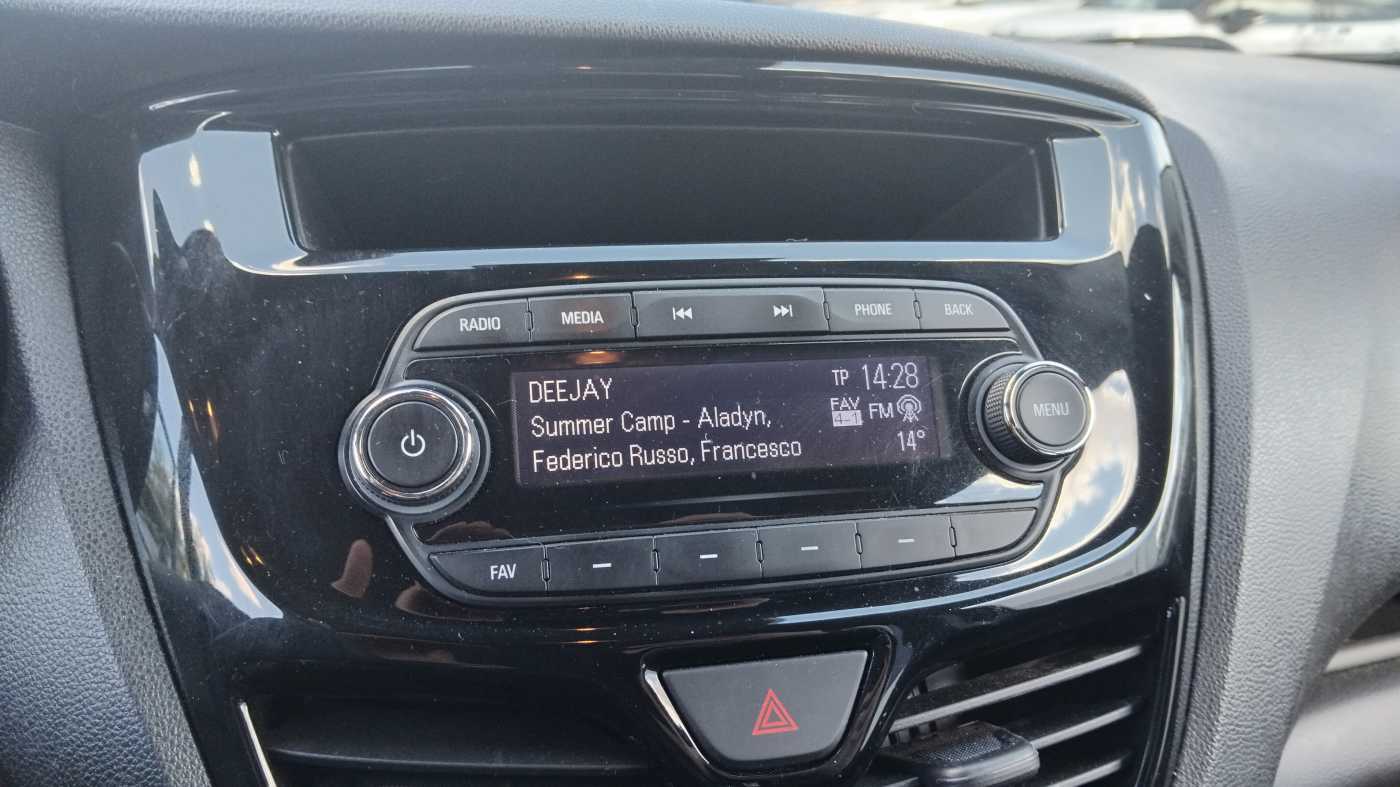 RADIO MEDIA PHONE BACK
DEEJAY TP 14:28
Summer Camp - Aladyn, FAV FM
4-1
Federico Russo, Francesco 14°
MENU
FAV